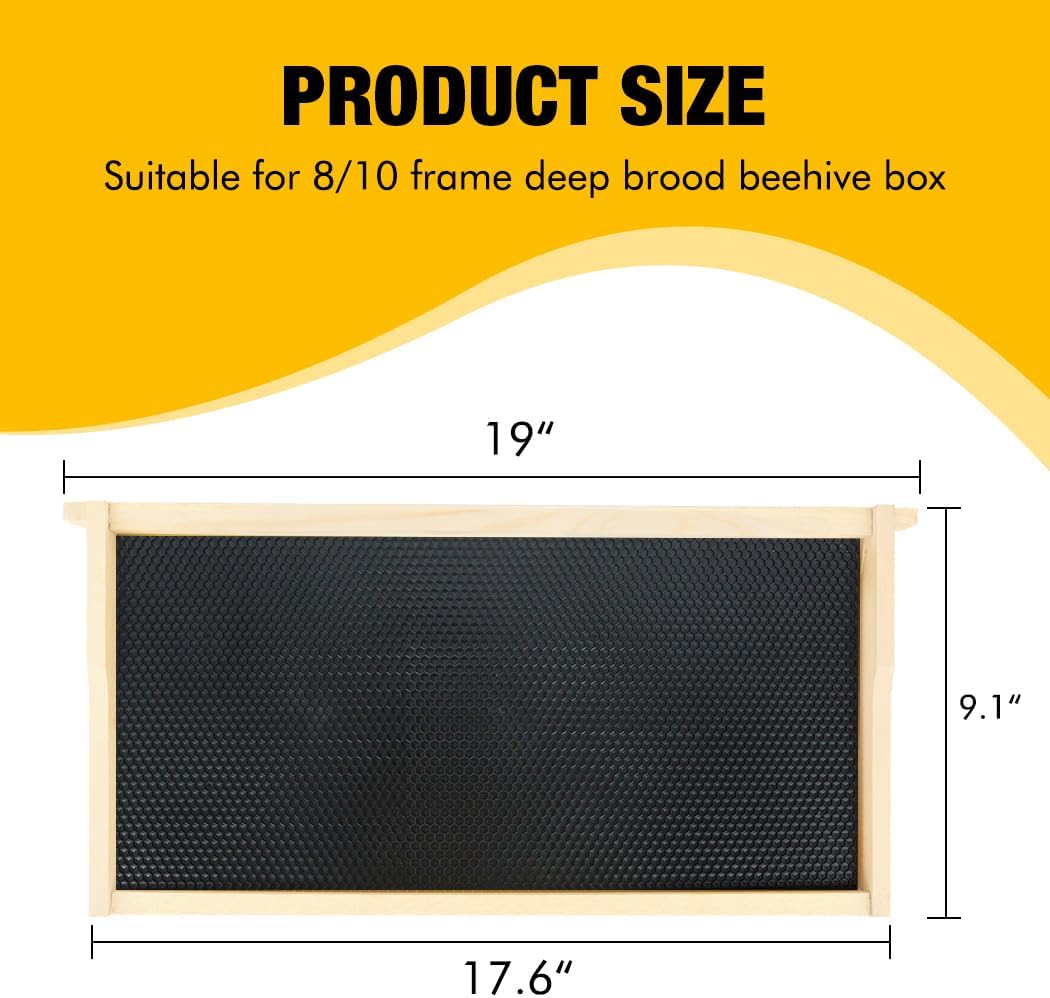 PRODUCT SIZE
Suitable for 8/10 frame deep brood beehive box
19“
9.1“
17.6“